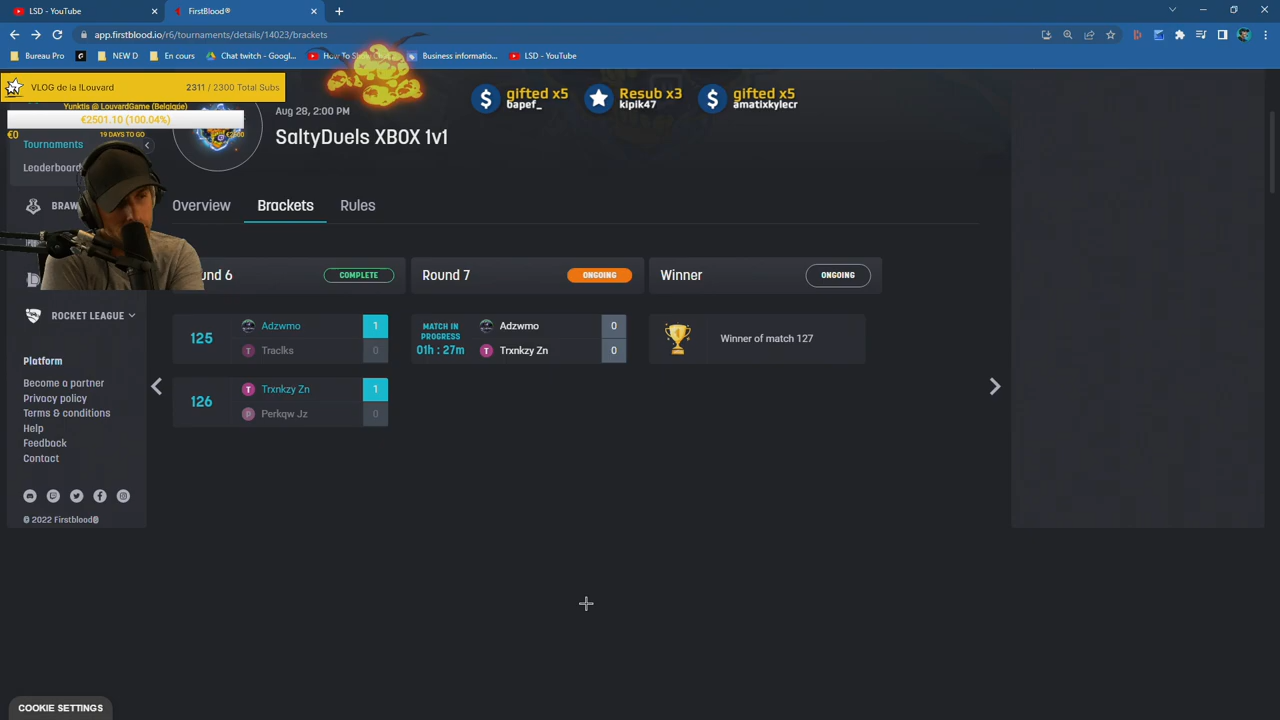 LSD - YouTube
FirstBlood®
app.firstblood.io/r6/tournaments/details/14023/brackets
Bureau Pro
NEW D
En cours
Chat twitch - Googl...
Business informatio...
LSD - YouTube
VLOG de la !Louvard
2311 / 2300 Total Subs
Yunktis @ LouvardGame (Belgique)
€2501.10 (100.04%)
€0
19 DAYS TO GO
gifted x5
6apef_
Resub x3
kiplk47
gifted x5
amatixkylecr
Aug 28, 2:00 PM
SaltyDuels XBOX 1v1
Tournaments
Leaderboard
Overview
Brackets
Rules
COMPLETE
Round 7
ONGOING
Winner
ONGOING
125
Adzwmo
1
Traclks
0
MATCH IN PROGRESS
01h : 27m
Adzwmo
0
Trxnkzy Zn
0
Winner of match 127
126
Trxnkzy Zn
1
Perkqw Jz
0
ROCKET LEAGUE
Platform
Become a partner
Privacy policy
Terms & conditions
Help
Feedback
Contact
© 2022 Firstblood®
COOKIE SETTINGS